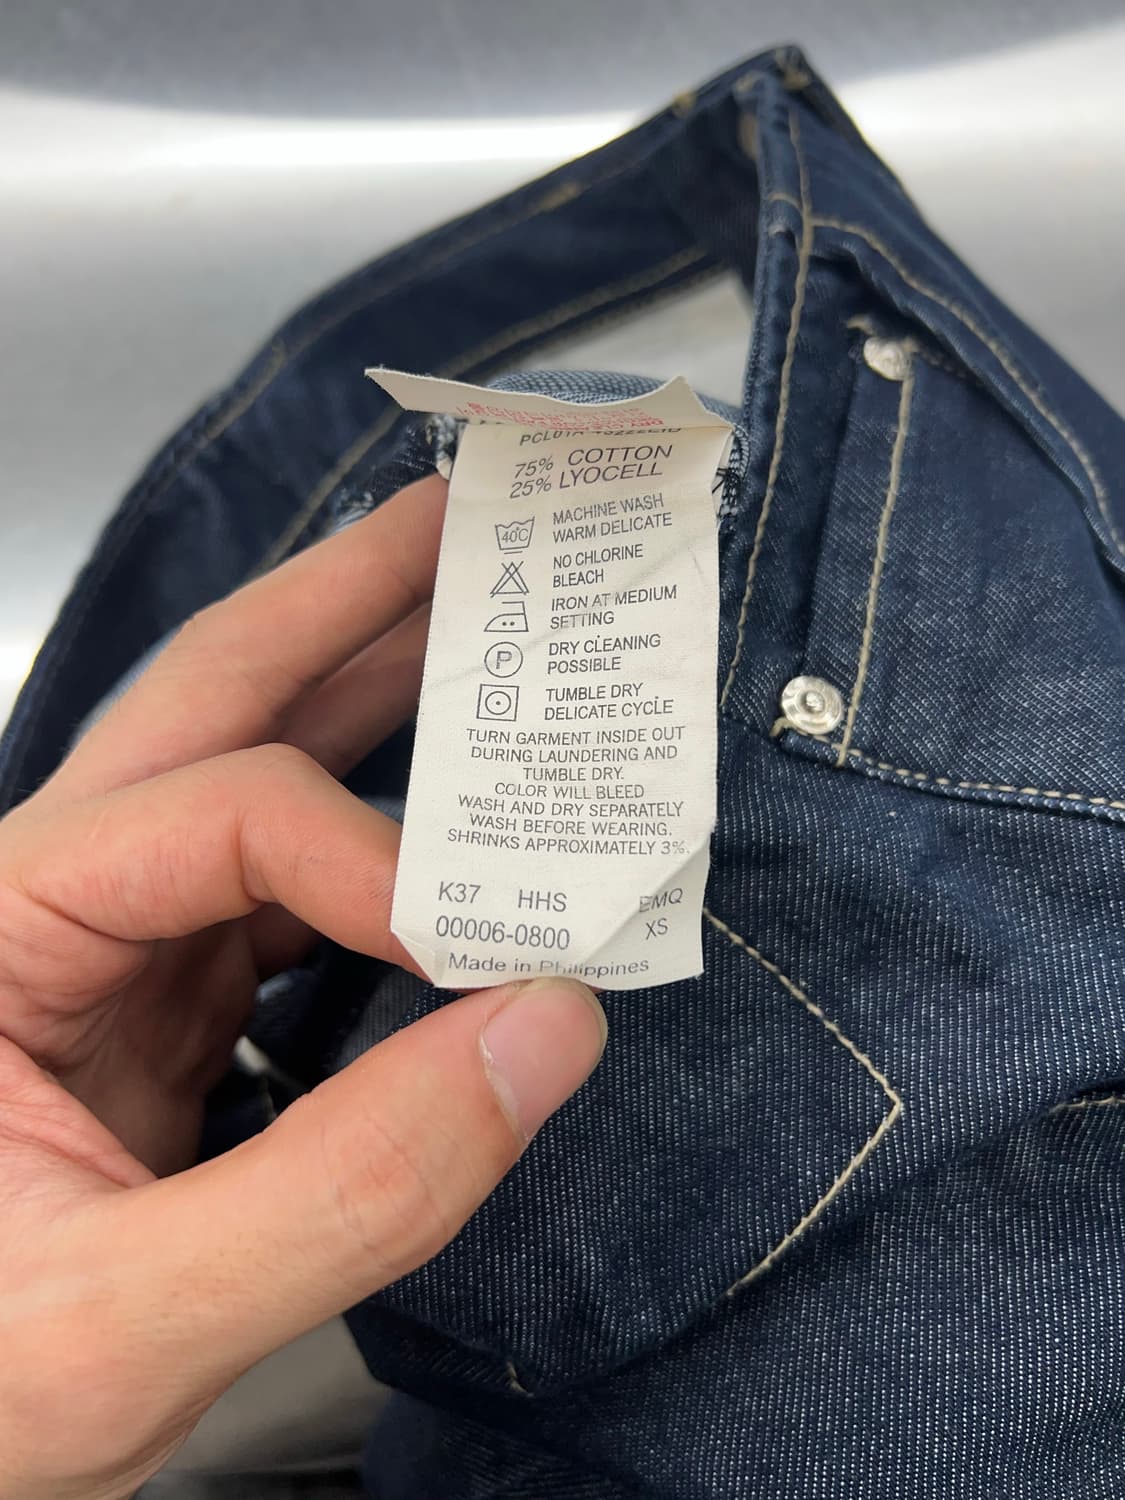 75% COTTON
25% LYOCELL
40C
MACHINE WASH
WARM DELICATE
NO CHLORINE
BLEACH
IRON AT MEDIUM
SETTING
P
DRY CLEANING
POSSIBLE
TUMBLE DRY
DELICATE CYCLE
TURN GARMENT INSIDE OUT
DURING LAUNDERING AND
TUMBLE DRY.
COLOR WILL BLEED
WASH AND DRY SEPARATELY
WASH BEFORE WEARING.
SHRINKS APPROXIMATELY 3%.
K37 HHS EMQ
00006-0800 XS
Made in Philippines